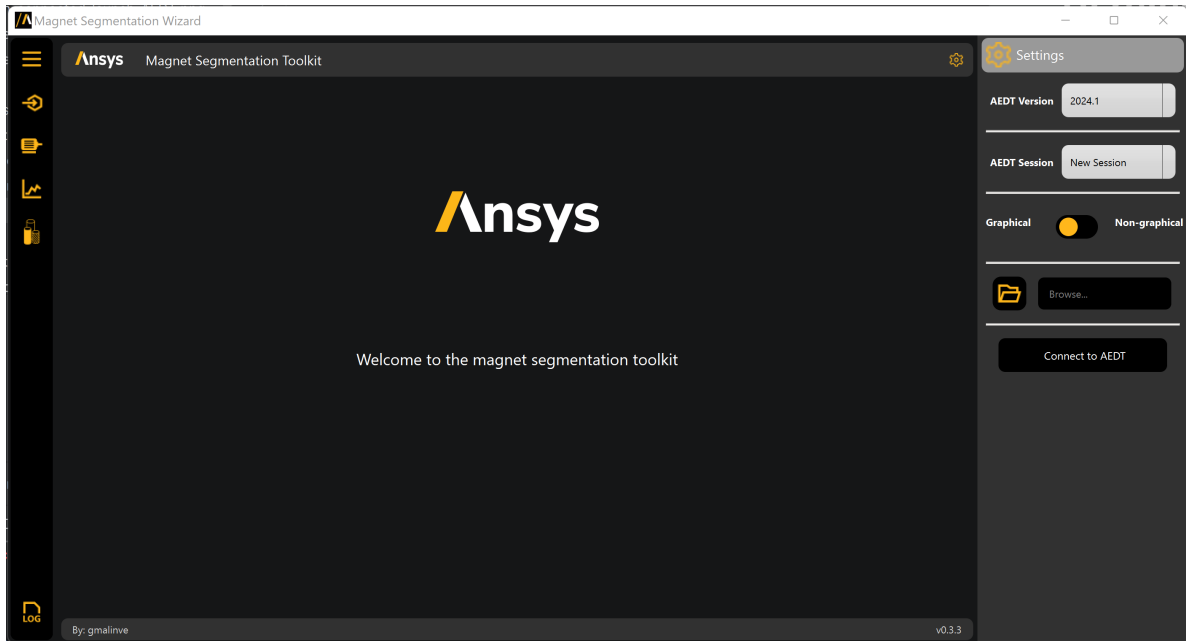 Magnet Segmentation Wizard
Ansys Magnet Segmentation Toolkit
Ansys
Welcome to the magnet segmentation toolkit
LOG
By: gmalinve v0.3.3
Settings
AEDT Version 2024.1
AEDT Session New Session
Graphical Non-graphical
Browse...
Connect to AEDT